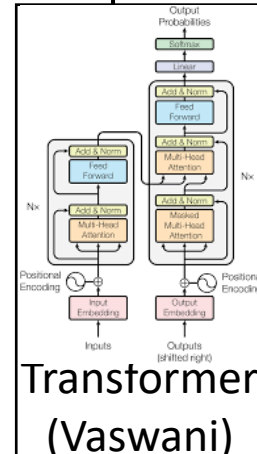 Output
Probabilities
Softmax
Linear
Add & Norm
Feed
Forward
Add & Norm
Multi-Head
Attention
Add & Norm
Masked
Multi-Head
Attention
Nx
Add & Norm
Feed
Forward
Add & Norm
Multi-Head
Attention
Nx
Positional
Encoding
Positional
Encoding
Input
Embedding
Output
Embedding
Inputs
Outputs
(shifted right)
Transformer
(Vaswani)